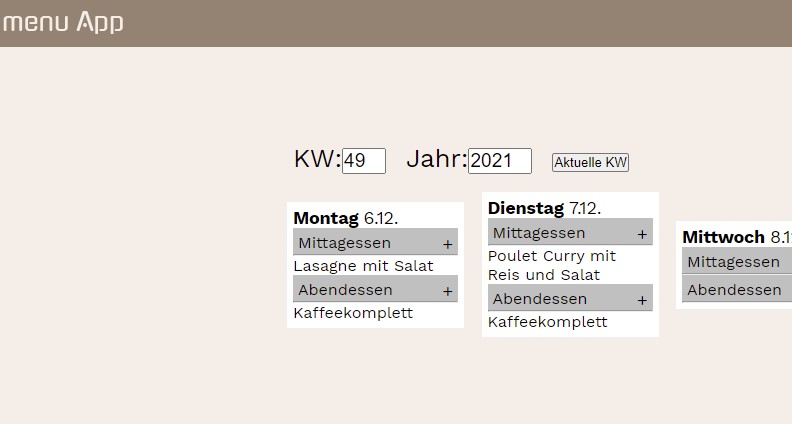 menu App
KW: 49 Jahr: 2021 Aktuelle KW
Montag 6.12.
Mittagessen +
Lasagne mit Salat
Abendessen +
Kaffeekomplett
Dienstag 7.12.
Mittagessen +
Poulet Curry mit
Reis und Salat
Abendessen +
Kaffeekomplett
Mittwoch 8.1
Mittagessen
Abendessen